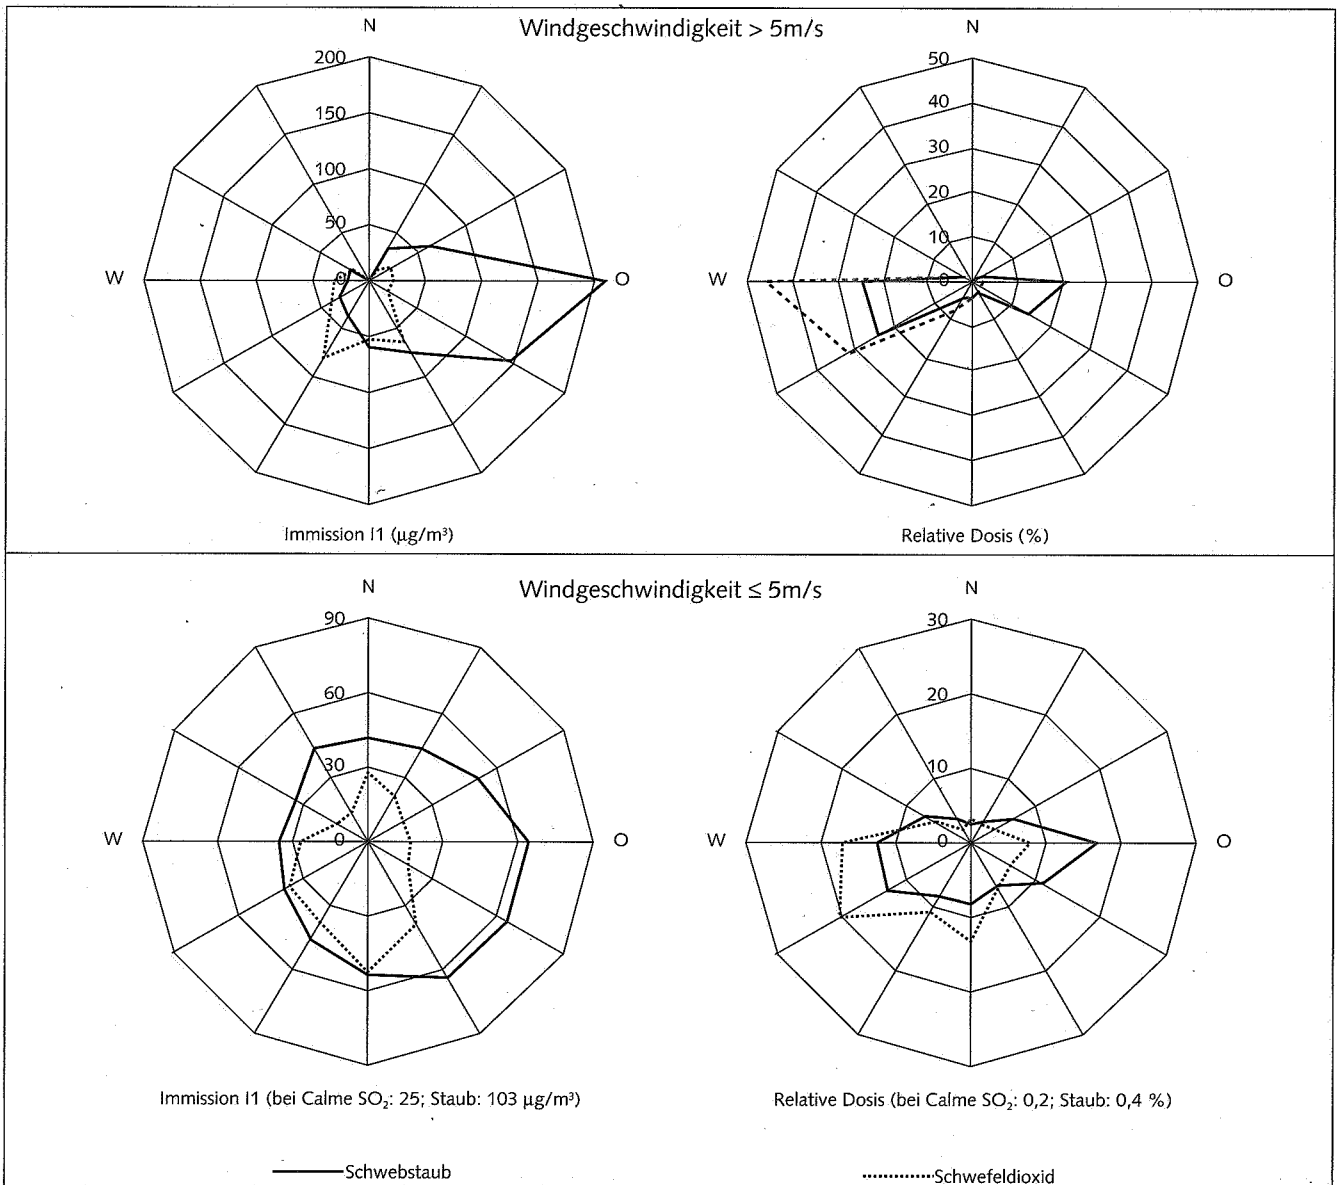 Windgeschwindigkeit > 5m/s
N
N
200
150
100
50
0
W
O
50
40
30
20
10
0
W
O
Immission I1 (µg/m³)
Relative Dosis (%)
Windgeschwindigkeit ≤ 5m/s
N
N
90
60
30
0
W
O
30
20
10
0
W
O
Immission I1 (bei Calme SO₂: 25; Staub: 103 µg/m³)
Relative Dosis (bei Calme SO₂: 0,2; Staub: 0,4 %)
Schwebstaub
Schwefeldioxid